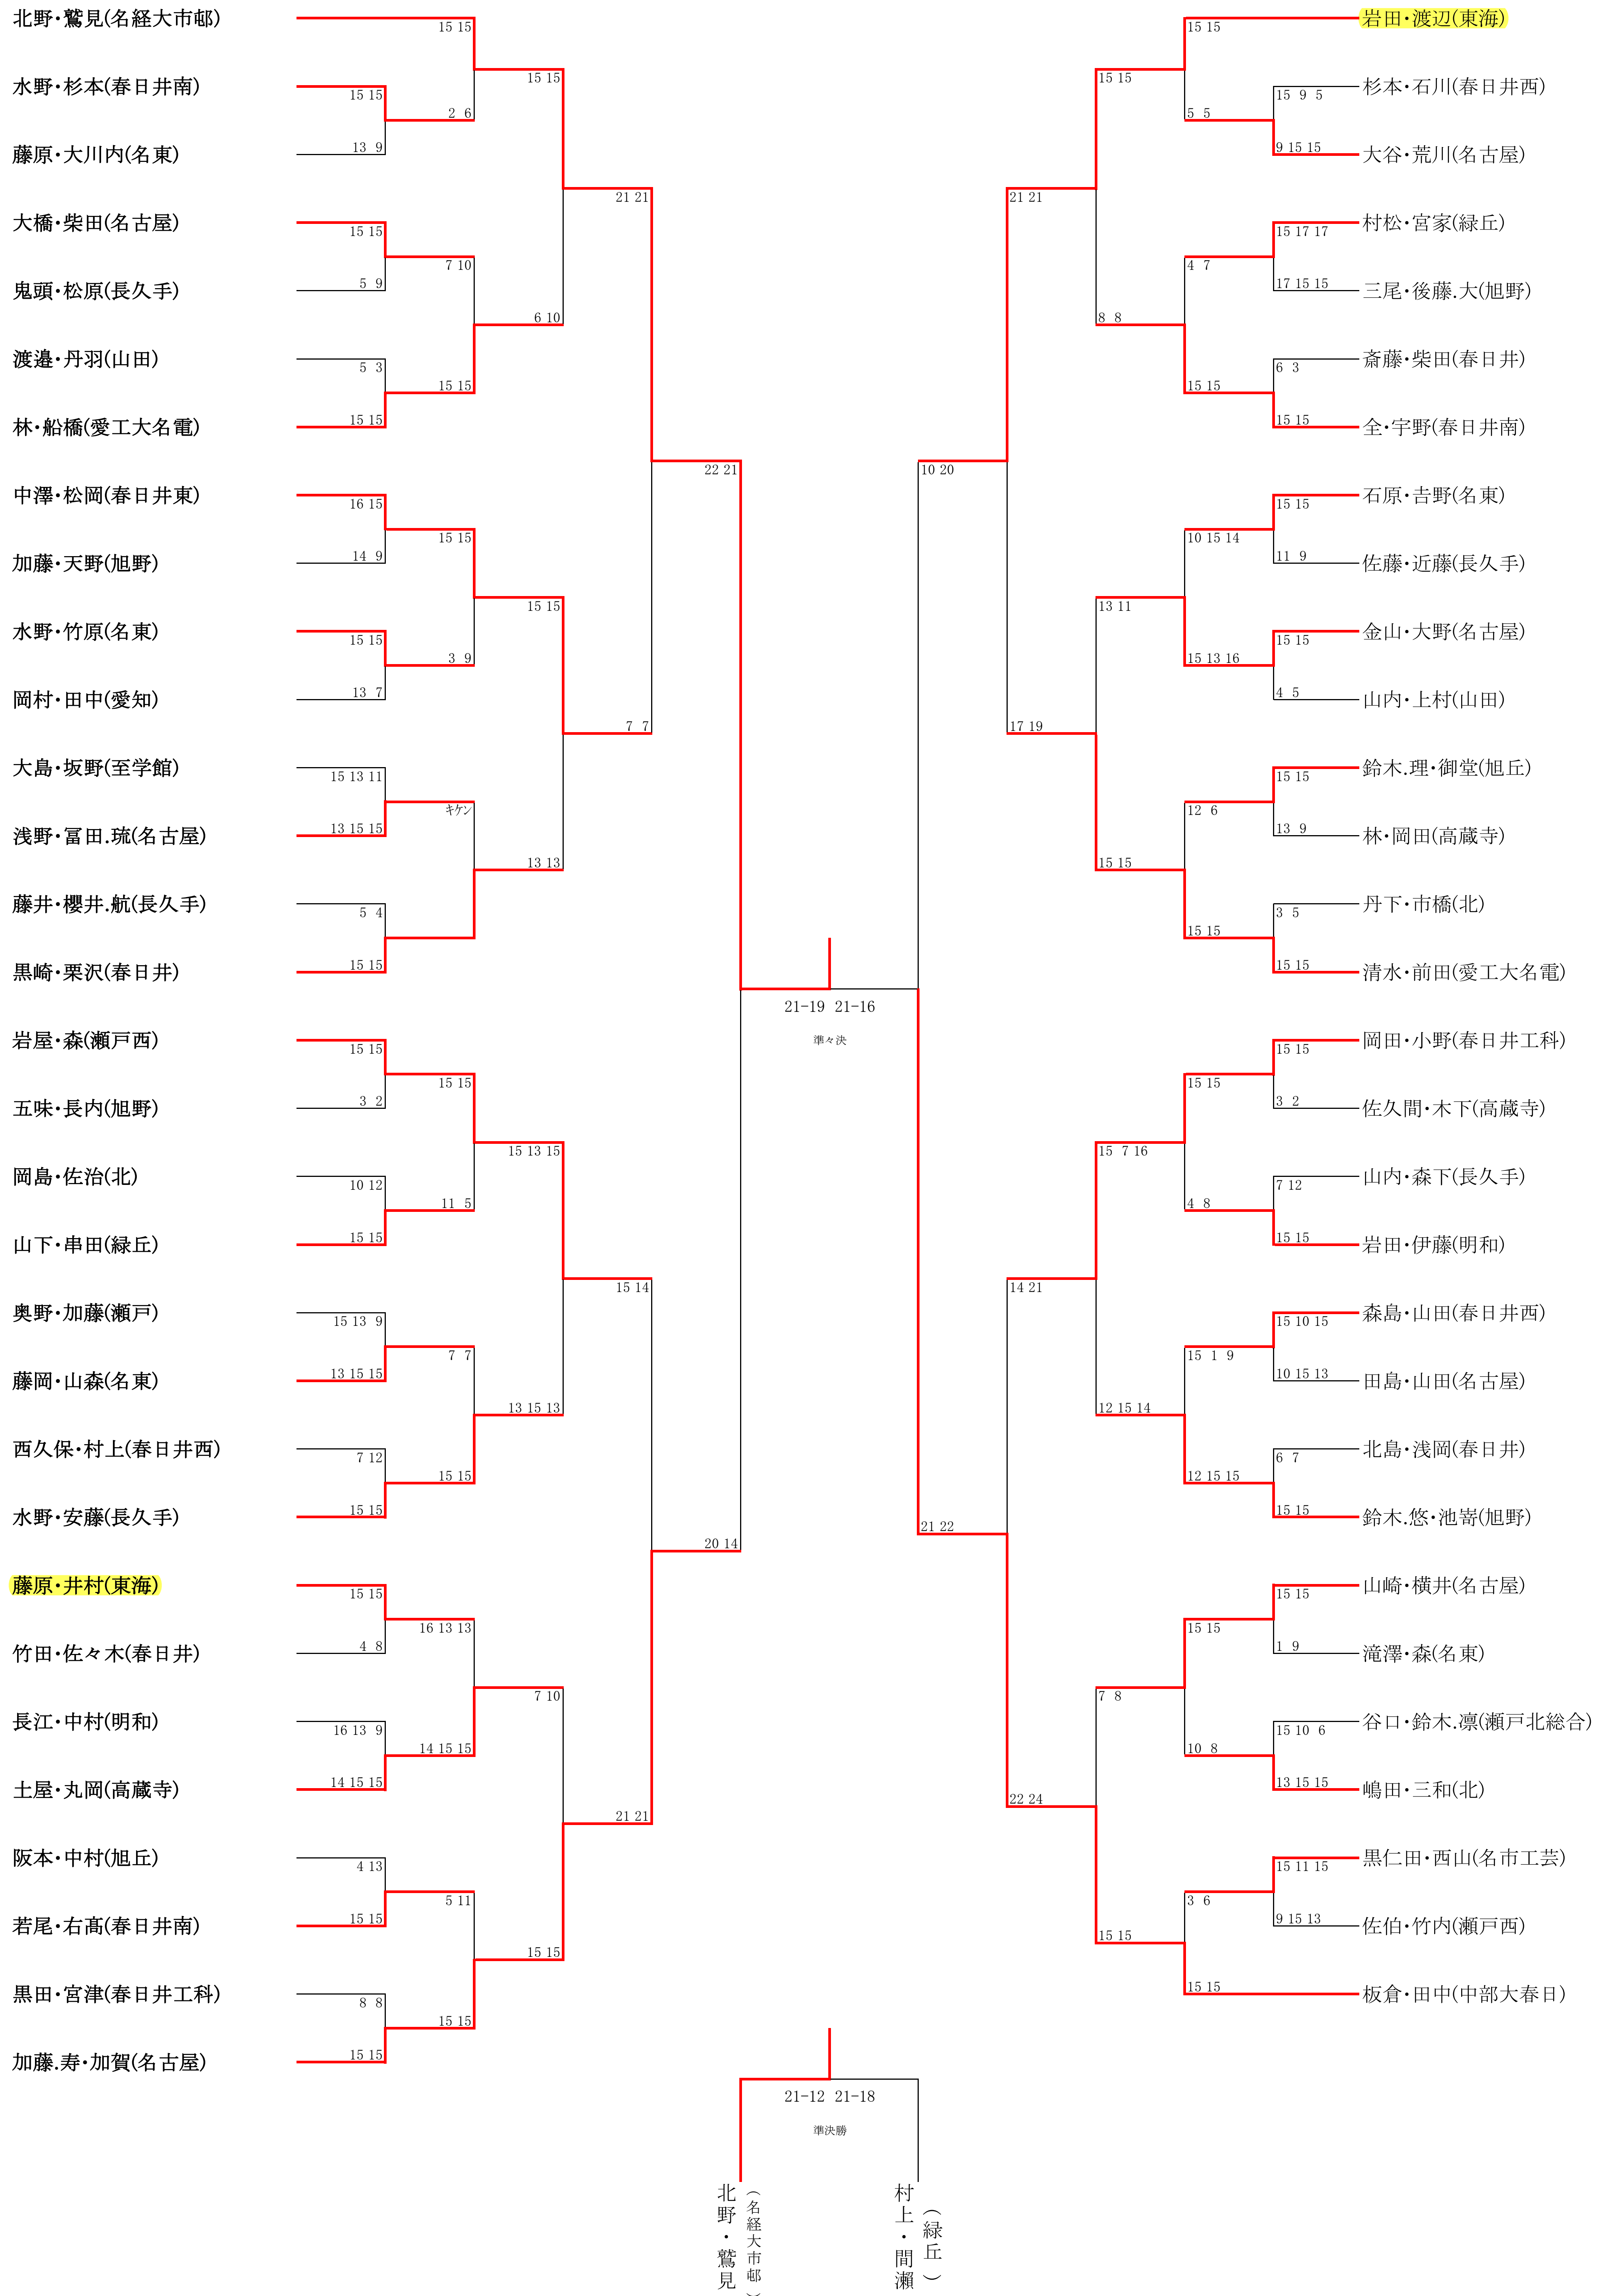 北野・鷲見(名経大市邨)
15 15
水野・杉本(春日井南)
15 15
2 6
15 15
藤原・大川内(名東)
13 9
21 21
大橋・柴田(名古屋)
15 15
7 10
鬼頭・松原(長久手)
5 9
6 10
渡邉・丹羽(山田)
5 3
15 15
林・船橋(愛工大名電)
15 15
22 21
中澤・松岡(春日井東)
16 15
15 15
加藤・天野(旭野)
14 9
15 15
水野・竹原(名東)
15 15
3 9
岡村・田中(愛知)
13 7
7 7
大島・坂野(至学館)
15 13 11
キケン
浅野・冨田.琉(名古屋)
13 15 15
13 13
藤井・櫻井.航(長久手)
5 4
黒崎・栗沢(春日井)
15 15
岩屋・森(瀬戸西)
15 15
15 15
五味・長内(旭野)
3 2
15 13 15
岡島・佐治(北)
10 12
11 5
山下・串田(緑丘)
15 15
15 14
奥野・加藤(瀬戸)
15 13 9
7 7
藤岡・山森(名東)
13 15 15
13 15 13
西久保・村上(春日井西)
7 12
15 15
水野・安藤(長久手)
15 15
20 14
藤原・井村(東海)
15 15
16 13 13
竹田・佐々木(春日井)
4 8
7 10
長江・中村(明和)
16 13 9
14 15 15
土屋・丸岡(高蔵寺)
14 15 15
21 21
阪本・中村(旭丘)
4 13
5 11
若尾・右髙(春日井南)
15 15
15 15
黒田・宮津(春日井工科)
8 8
15 15
加藤.寿・加賀(名古屋)
15 15
21-19 21-16
準々決
岩田・渡辺(東海)
15 15
15 15
杉本・石川(春日井西)
15 9 5
5 5
大谷・荒川(名古屋)
9 15 15
21 21
村松・宮家(緑丘)
15 17 17
4 7
三尾・後藤.大(旭野)
17 15 15
8 8
斎藤・柴田(春日井)
6 3
15 15
全・宇野(春日井南)
15 15
10 20
石原・吉野(名東)
15 15
10 15 14
佐藤・近藤(長久手)
11 9
13 11
金山・大野(名古屋)
15 15
15 13 16
山内・上村(山田)
4 5
17 19
鈴木.理・御堂(旭丘)
15 15
12 6
林・岡田(高蔵寺)
13 9
15 15
丹下・市橋(北)
3 5
15 15
清水・前田(愛工大名電)
15 15
岡田・小野(春日井工科)
15 15
15 15
佐久間・木下(高蔵寺)
3 2
15 7 16
山内・森下(長久手)
7 12
4 8
岩田・伊藤(明和)
15 15
14 21
森島・山田(春日井西)
15 10 15
15 1 9
田島・山田(名古屋)
10 15 13
12 15 14
北島・浅岡(春日井)
6 7
12 15 15
鈴木.悠・池嵜(旭野)
15 15
21 22
山崎・横井(名古屋)
15 15
15 15
滝澤・森(名東)
1 9
7 8
谷口・鈴木.凛(瀬戸北総合)
15 10 6
10 8
嶋田・三和(北)
13 15 15
22 24
黒仁田・西山(名市工芸)
15 11 15
3 6
佐伯・竹内(瀬戸西)
9 15 13
15 15
板倉・田中(中部大春日)
15 15
21-12 21-18
準決勝
北野・鷲見
(名経大市邨)
村上・間瀬
(緑丘)